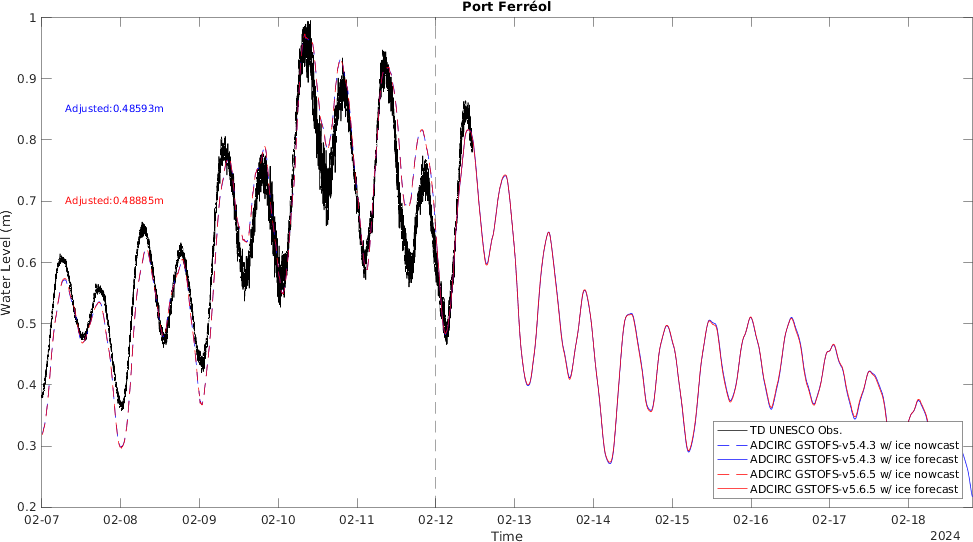 Port Ferréol
1
0.9
0.8
0.7
0.6
0.5
0.4
0.3
0.2
Water Level (m)
Adjusted:0.48593m
Adjusted:0.48885m
TD UNESCO Obs.
ADCIRC GSTOFS-v5.4.3 w/ ice nowcast
ADCIRC GSTOFS-v5.4.3 w/ ice forecast
ADCIRC GSTOFS-v5.6.5 w/ ice nowcast
ADCIRC GSTOFS-v5.6.5 w/ ice forecast
02-07 02-08 02-09 02-10 02-11 02-12 02-13 02-14 02-15 02-16 02-17 02-18
Time
2024